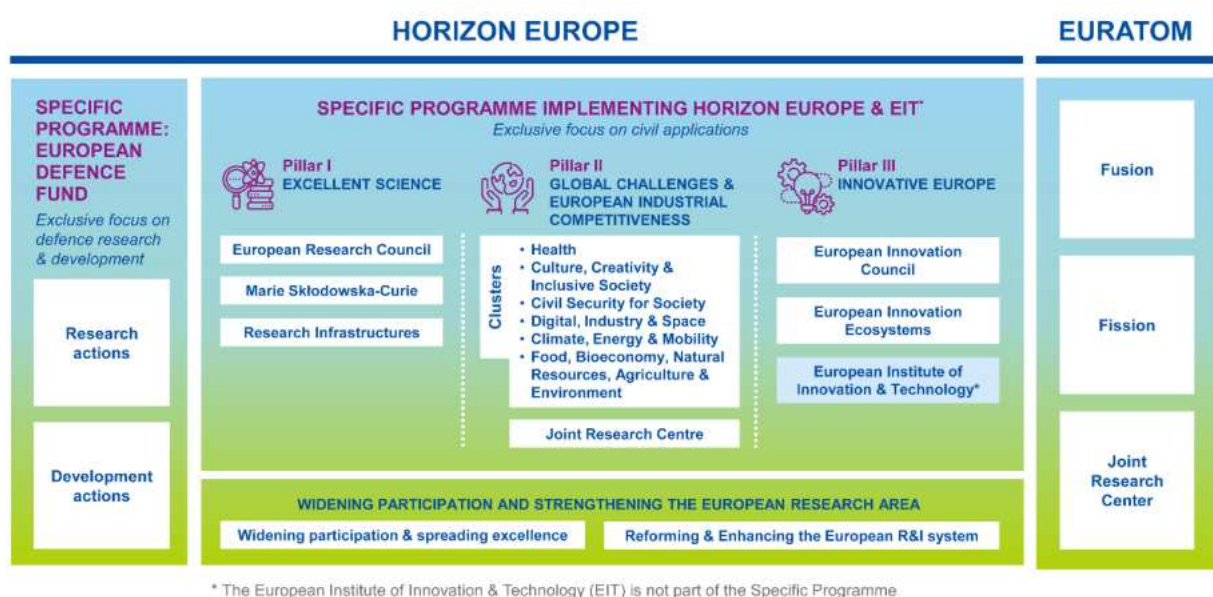 HORIZON EUROPE
EURATOM
SPECIFIC
PROGRAMME:
EUROPEAN
DEFENCE
FUND
Exclusive focus on
defence research
& development
Research
actions
Development
actions
SPECIFIC PROGRAMME IMPLEMENTING HORIZON EUROPE & EIT*
Exclusive focus on civil applications
Pillar I
EXCELLENT SCIENCE
European Research Council
Marie Skłodowska-Curie
Research Infrastructures
Pillar II
GLOBAL CHALLENGES &
EUROPEAN INDUSTRIAL
COMPETITIVENESS
Clusters
• Health
• Culture, Creativity &
Inclusive Society
• Civil Security for Society
• Digital, Industry & Space
• Climate, Energy & Mobility
• Food, Bioeconomy, Natural
Resources, Agriculture &
Environment
Joint Research Centre
Pillar III
INNOVATIVE EUROPE
European Innovation
Council
European Innovation
Ecosystems
European Institute of
Innovation & Technology*
WIDENING PARTICIPATION AND STRENGTHENING THE EUROPEAN RESEARCH AREA
Widening participation & spreading excellence
Reforming & Enhancing the European R&I system
Fusion
Fission
Joint
Research
Center
* The European Institute of Innovation & Technology (EIT) is not part of the Specific Programme